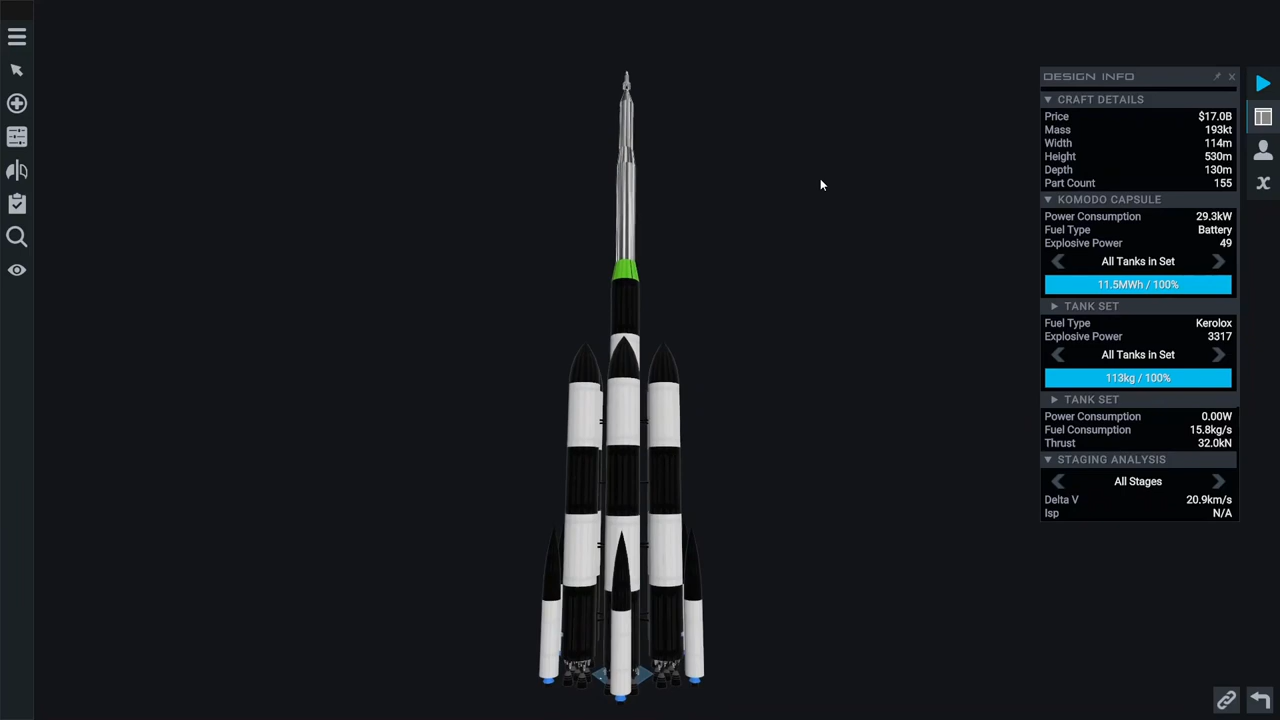 DESIGN INFO
CRAFT DETAILS
Price $17.0B
Mass 193kt
Width 114m
Height 530m
Depth 130m
Part Count 155
KOMODO CAPSULE
Power Consumption 29.3kW
Fuel Type Battery
Explosive Power 49
All Tanks in Set
11.5MWh / 100%
TANK SET
Fuel Type Kerolox
Explosive Power 3317
All Tanks in Set
113kg / 100%
TANK SET
Power Consumption 0.00W
Fuel Consumption 15.8kg/s
Thrust 32.0kN
STAGING ANALYSIS
All Stages
Delta V 20.9km/s
Isp N/A